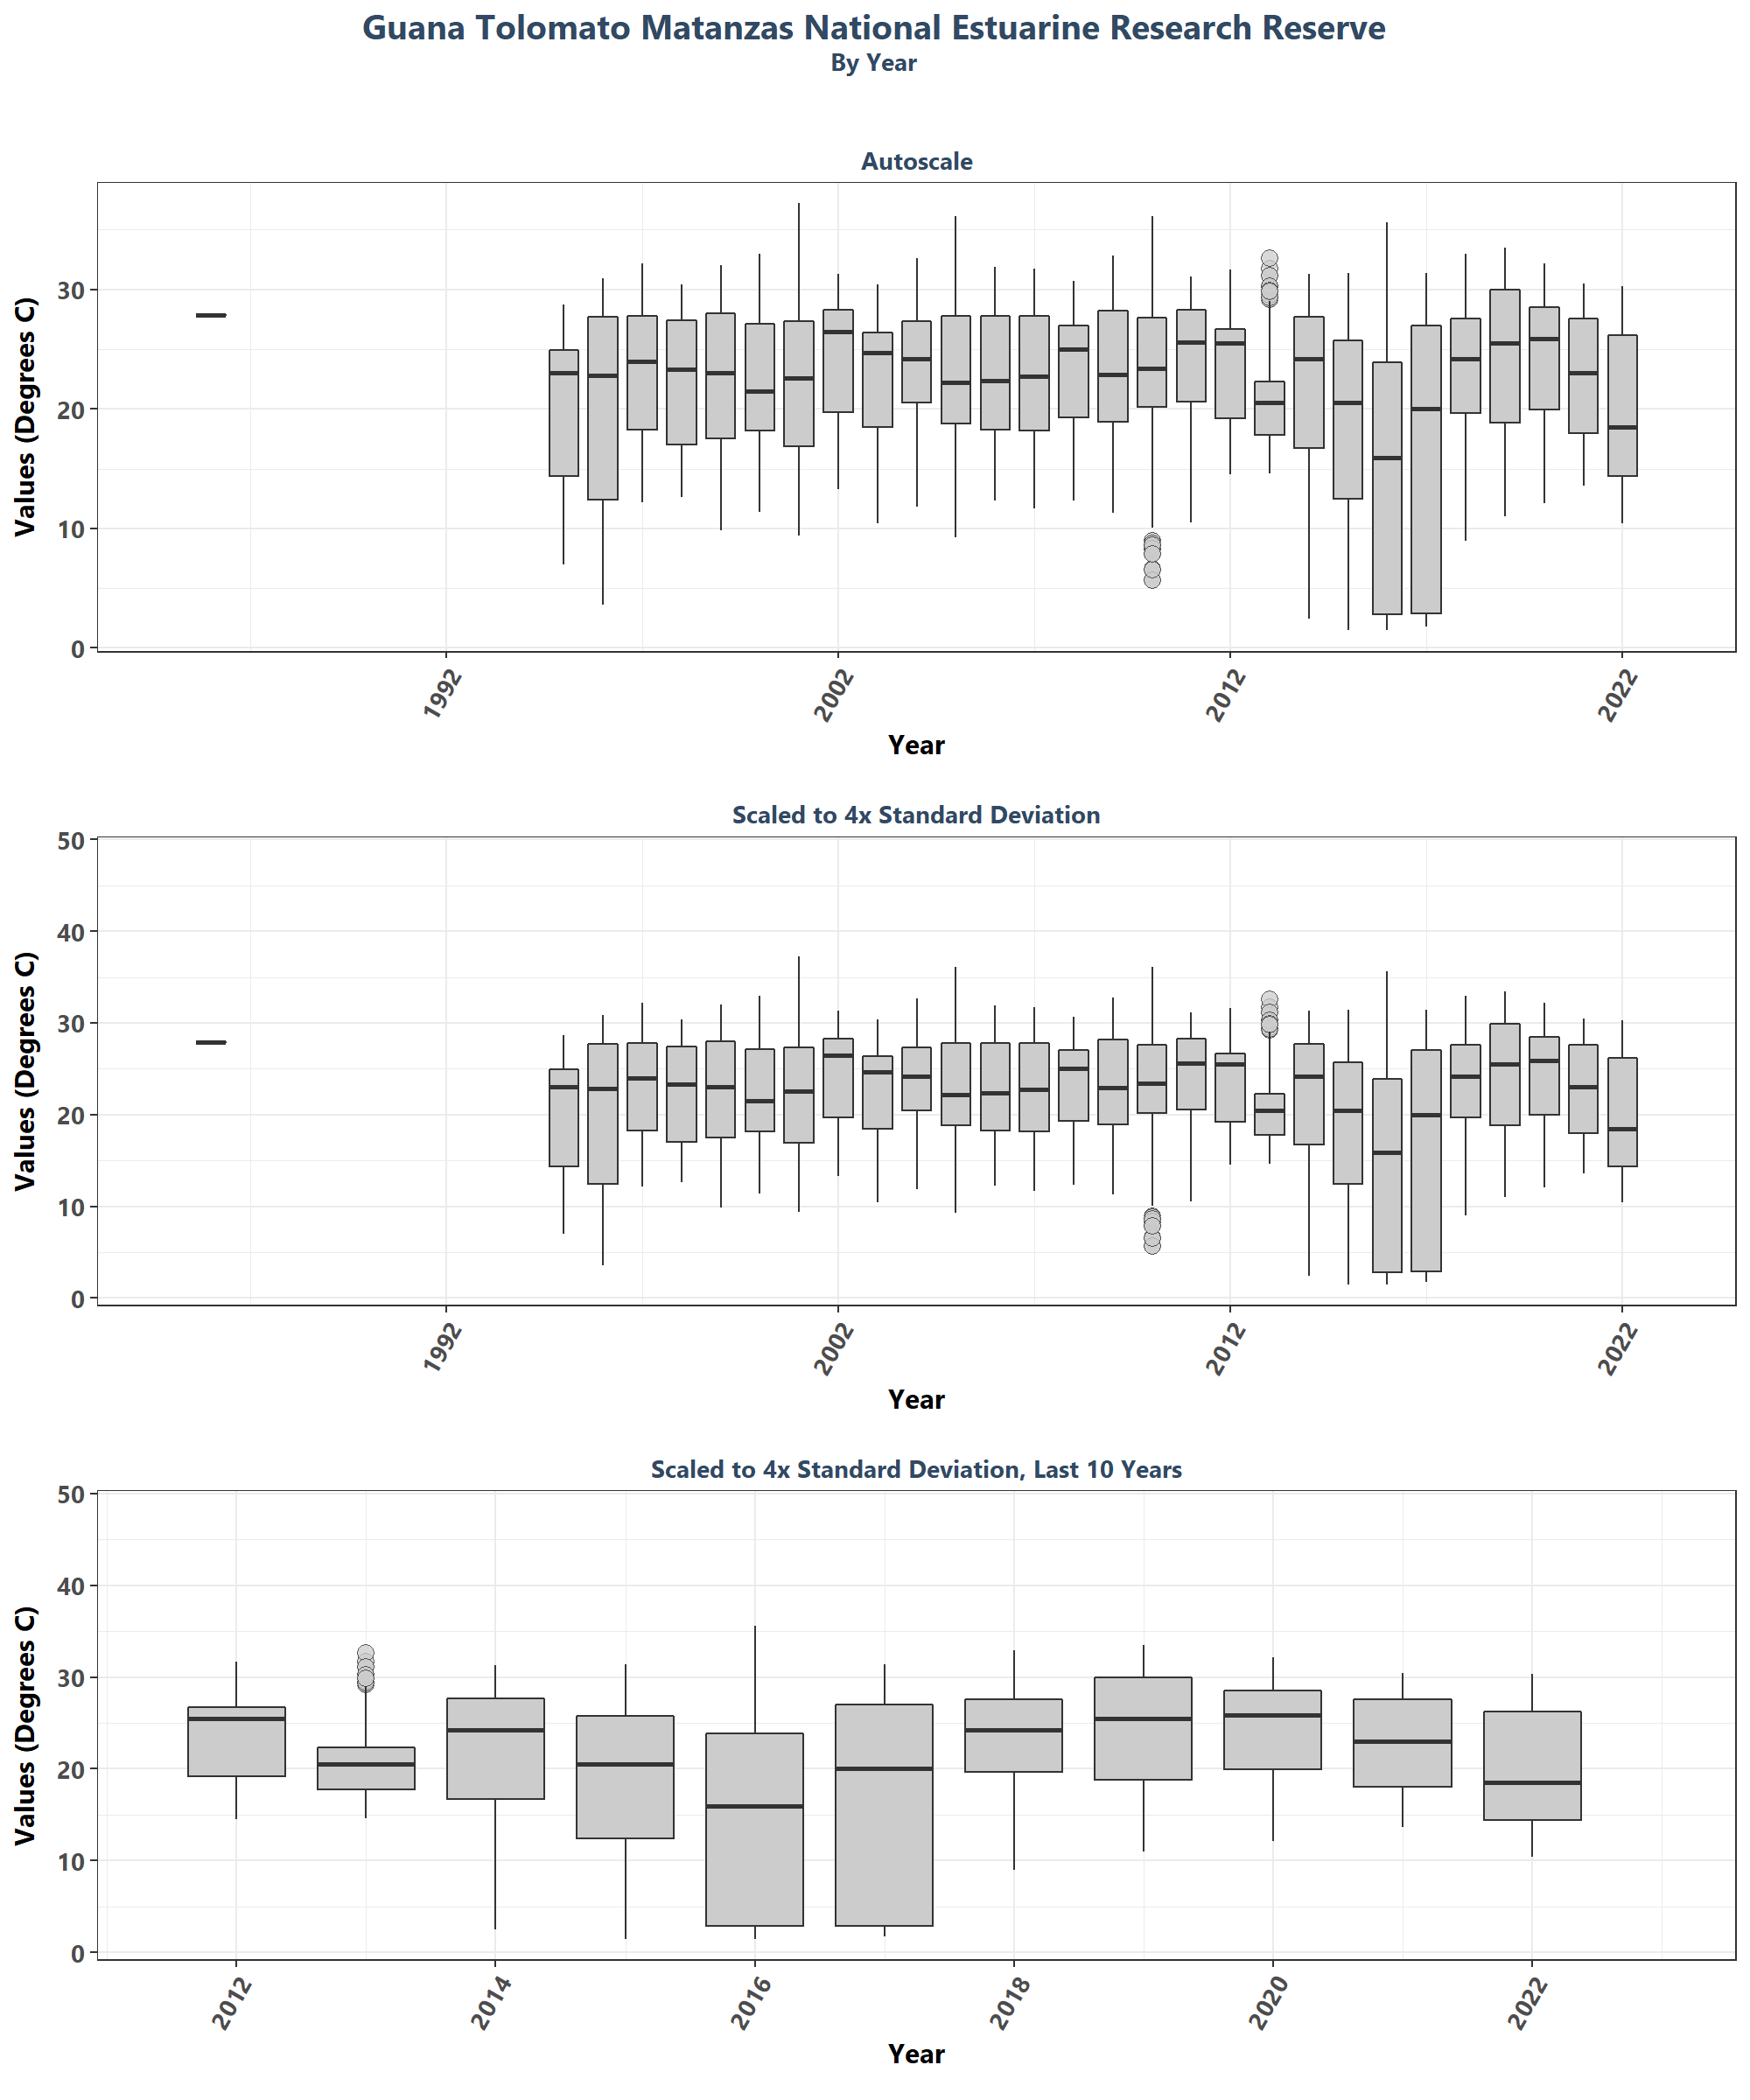 Guana Tolomato Matanzas National Estuarine Research Reserve
By Year
Autoscale
Values (Degrees C)
30
20
10
0
1992
2002
2012
2022
Year
Scaled to 4x Standard Deviation
Values (Degrees C)
50
40
30
20
10
0
1992
2002
2012
2022
Year
Scaled to 4x Standard Deviation, Last 10 Years
Values (Degrees C)
50
40
30
20
10
0
2012
2014
2016
2018
2020
2022
Year